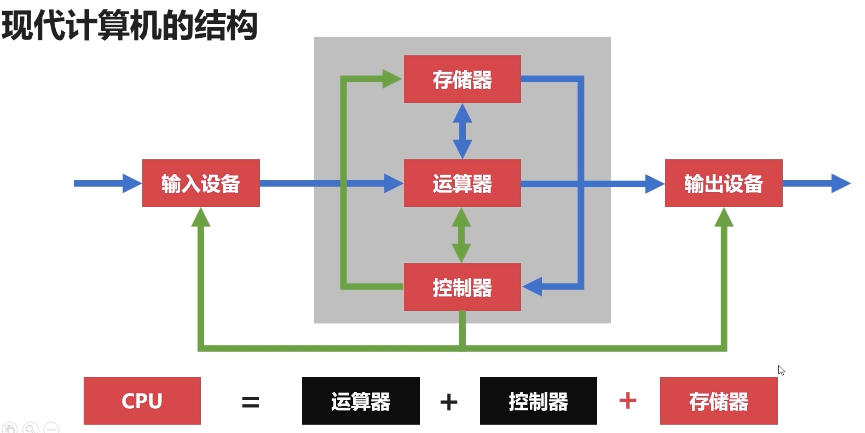 现代计算机的结构
存储器
输入设备
运算器
输出设备
控制器
CPU = 运算器 + 控制器 + 存储器